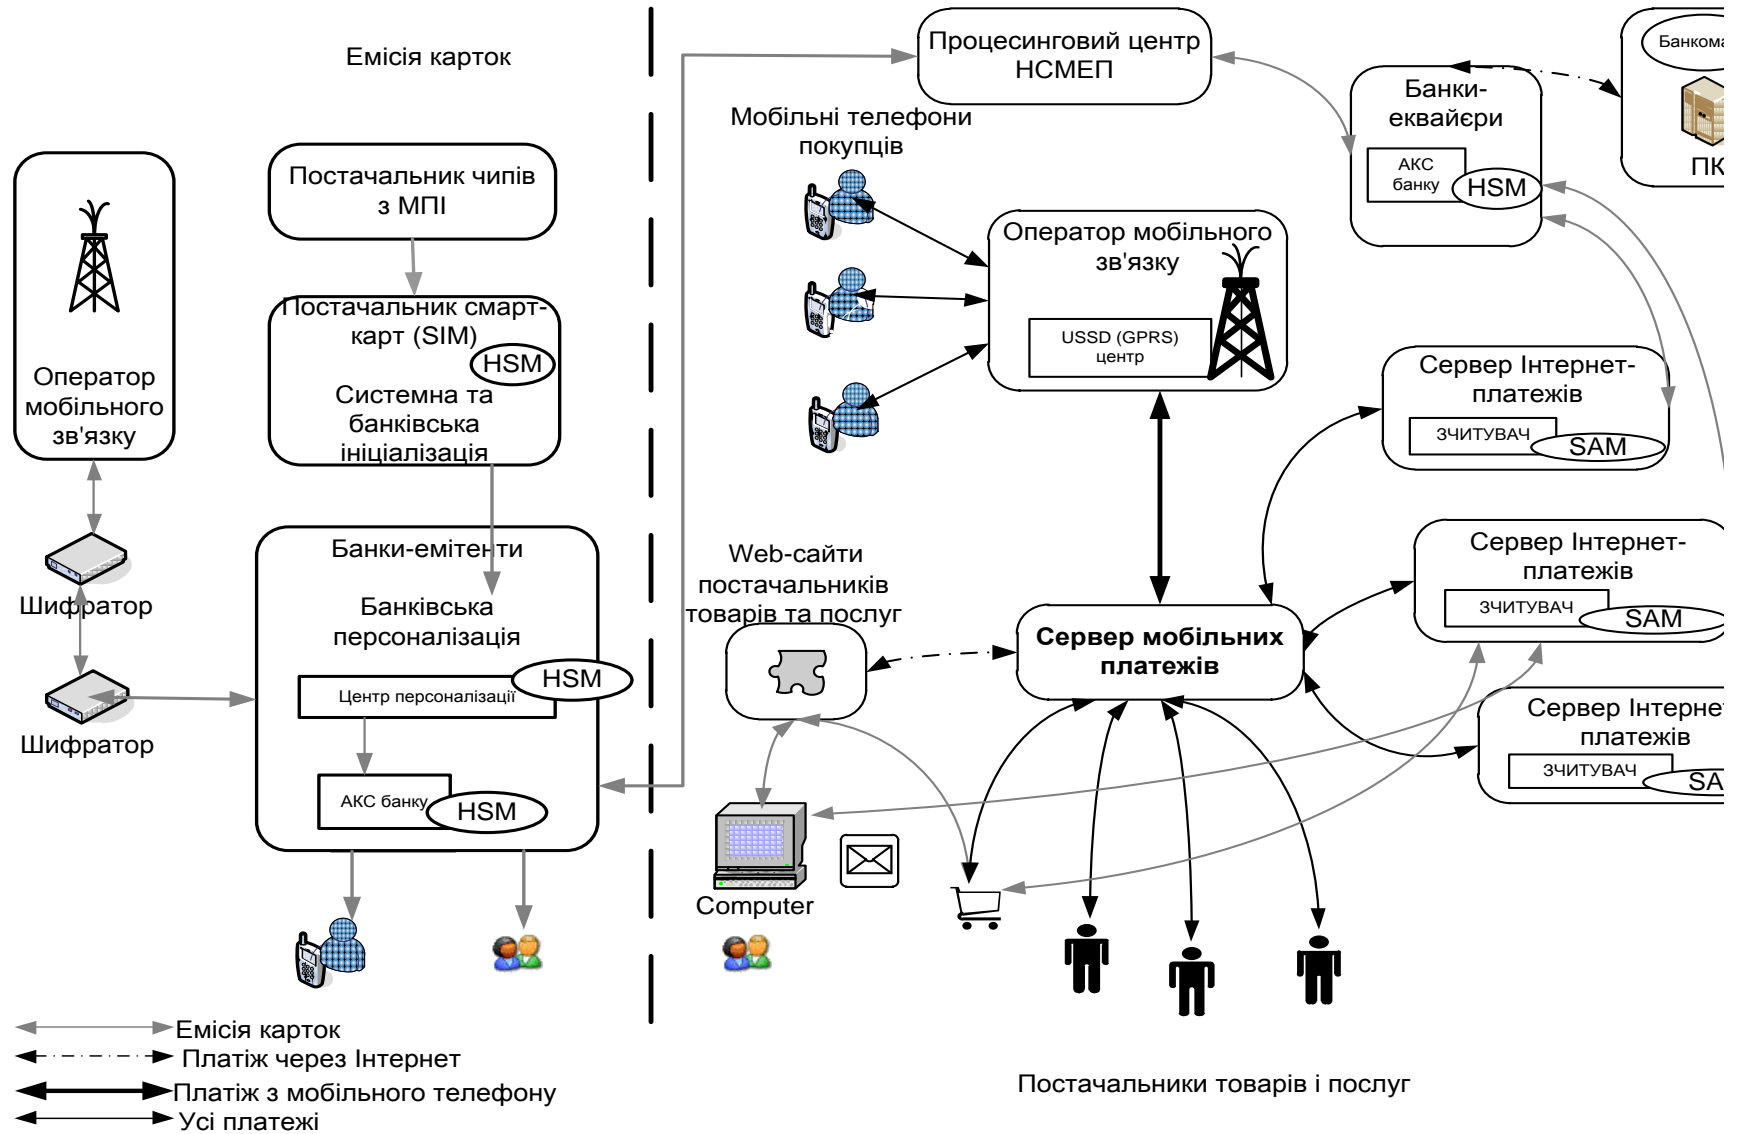 Емісія карток
Процесинговий центр
НСМЕП
Банки-
еквайєри
АКС
банку
HSM
Мобільні телефони
покупців
Постачальник чипів
з МПІ
Оператор мобільного
зв'язку
USSD (GPRS)
центр
Постачальник смарт-
карт (SIM)
HSM
Системна та
банківська
ініціалізація
Оператор
мобільного
зв'язку
Сервер Інтернет-
платежів
ЗЧИТУВАЧ
SAM
Шифратор
Шифратор
Банки-емітенти
Банківська
персоналізація
HSM
Центр персоналізації
АКС банку
HSM
Web-сайти
постачальників
товарів та послуг
Сервер мобільних
платежів
Сервер Інтернет-
платежів
ЗЧИТУВАЧ
SAM
Сервер
платежів
ЗЧИТУВАЧ
Computer
Емісія карток
Платіж через Інтернет
Платіж з мобільного телефону
Усі платежі
Постачальники товарів і послуг